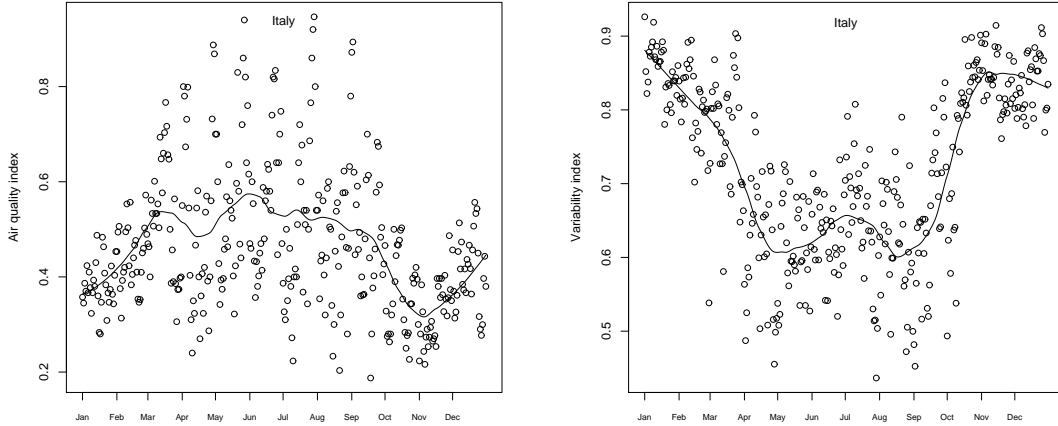 Italy
Air quality index
0.8
0.6
0.4
0.2
Jan Feb Mar Apr May Jun Jul Aug Sep Oct Nov Dec
Italy
Variability index
0.9
0.8
0.7
0.6
0.5
Jan Feb Mar Apr May Jun Jul Aug Sep Oct Nov Dec